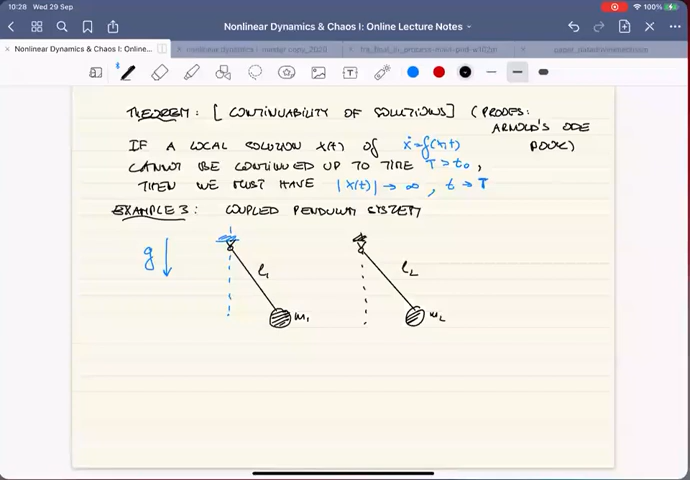 10:28 Wed 29 Sep
Nonlinear Dynamics & Chaos I: Online Lecture Notes
Nonlinear Dynamics & Chaos I: Online...
THEOREM: [CONTINUABILITY OF SOLUTIONS] (PROOFS:
ARNOLD'S ODE
BOOK)
IF A LOCAL SOLUTION X(t) OF ẋ=f(x,t)
CANNOT BE CONTINUED UP TO TIME T>t₀,
THEN WE MUST HAVE |X(t)| → ∞, t → T
EXAMPLE 3: COUPLED PENDULUM SYSTEM
g
l₁ l₂
m₁ m₂